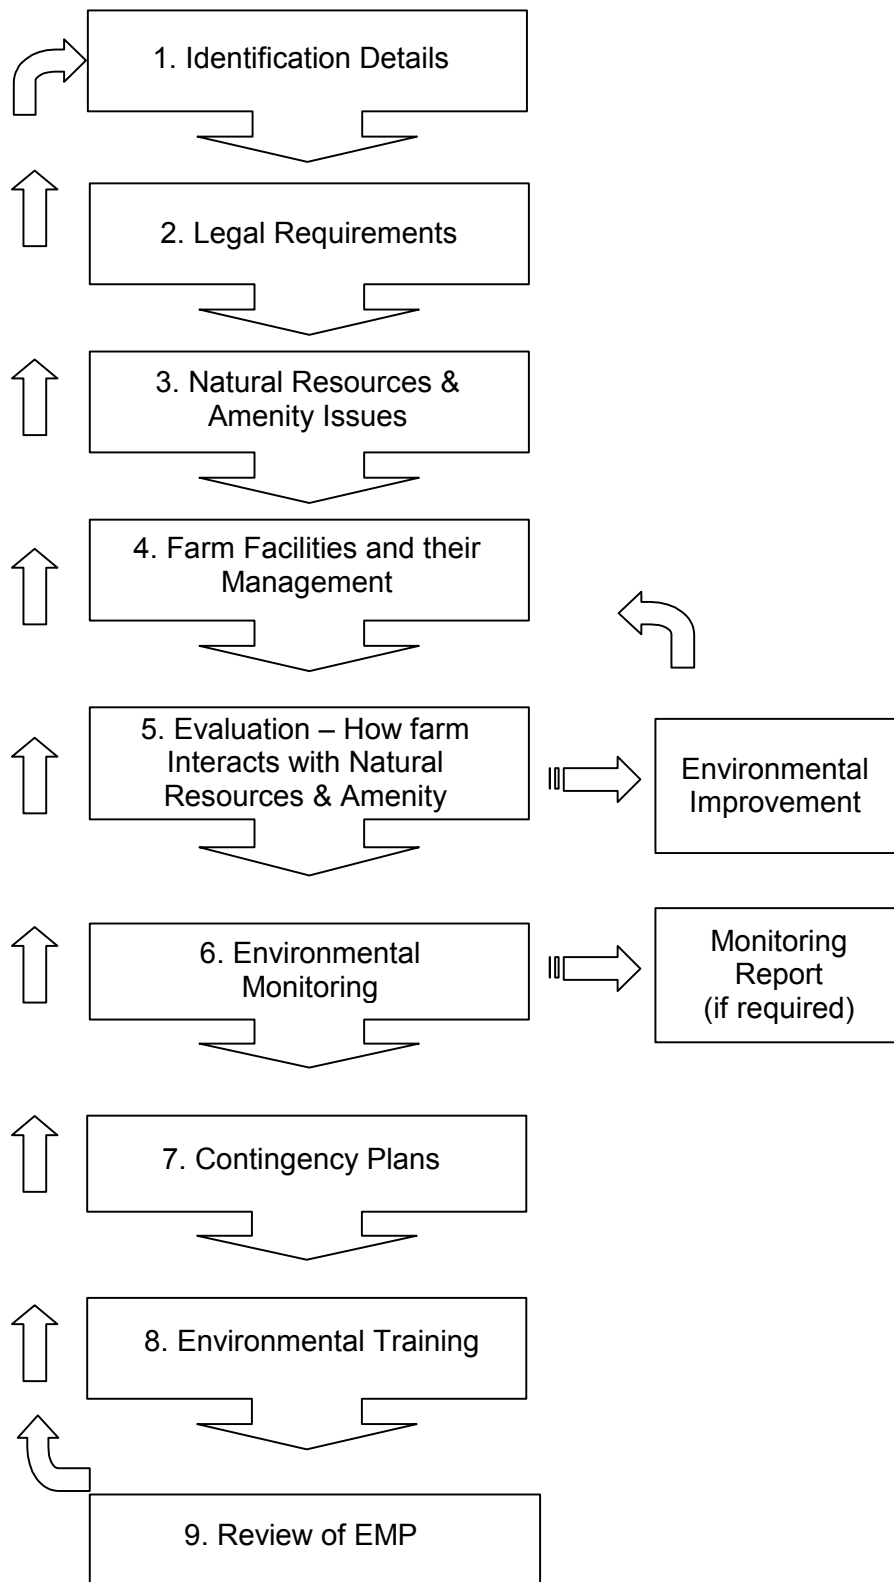 1. Identification Details
2. Legal Requirements
3. Natural Resources &
Amenity Issues
4. Farm Facilities and their
Management
5. Evaluation – How farm
Interacts with Natural
Resources & Amenity
Environmental
Improvement
6. Environmental
Monitoring
Monitoring
Report
(if required)
7. Contingency Plans
8. Environmental Training
9. Review of EMP